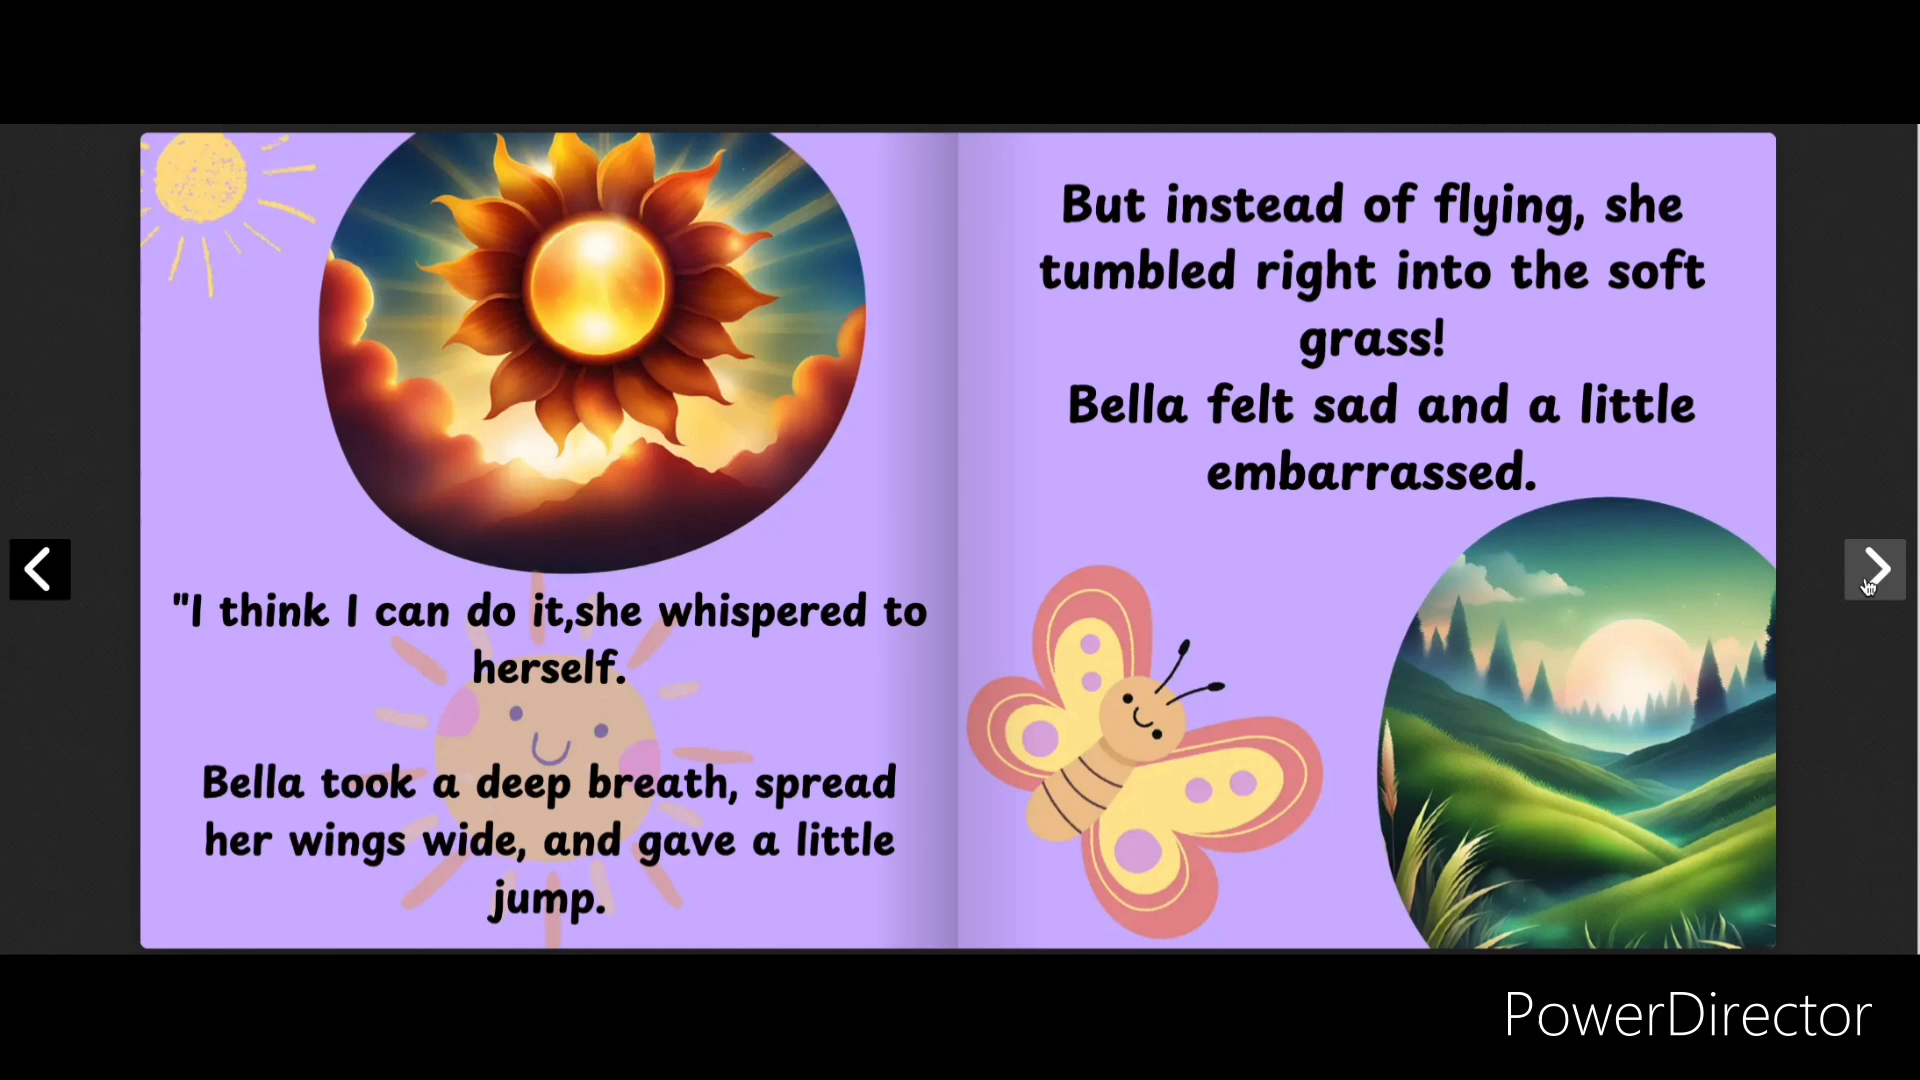 "I think I can do it,she whispered to
herself.
Bella took a deep breath, spread
her wings wide, and gave a little
jump.
But instead of flying, she
tumbled right into the soft
grass!
Bella felt sad and a little
embarrassed.
PowerDirector